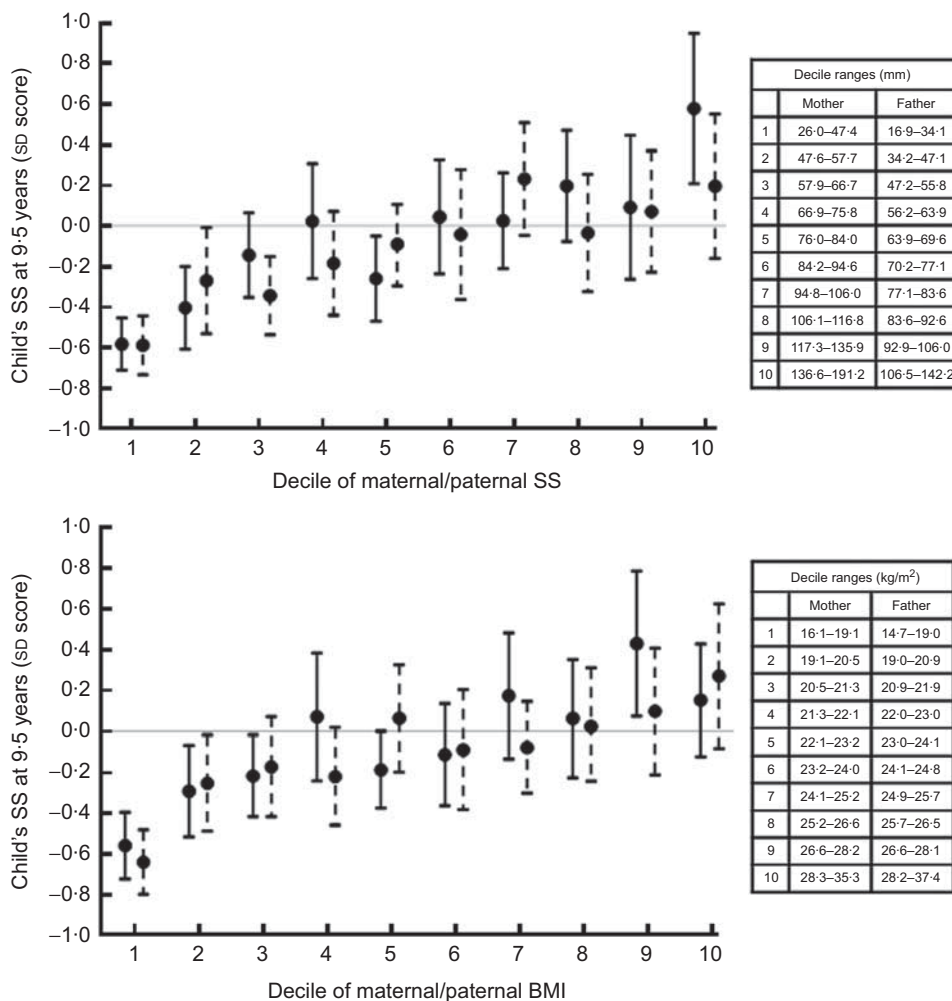 1·0
0·8
0·6
0·4
0·2
0·0
–0·2
–0·4
–0·6
–0·8
–1·0
Child's SS at 9·5 years (SD score)
1 2 3 4 5 6 7 8 9 10
Decile of maternal/paternal SS
Decile ranges (mm)
Mother Father
1 26·0–47·4 16·9–34·1
2 47·6–57·7 34·2–47·1
3 57·9–66·7 47·2–55·8
4 66·9–75·8 56·2–63·9
5 76·0–84·0 63·9–69·6
6 84·2–94·6 70·2–77·1
7 94·8–106·0 77·1–83·6
8 106·1–116·8 83·6–92·6
9 117·3–135·9 92·9–106·0
10 136·6–191·2 106·5–142·2
1·0
0·8
0·6
0·4
0·2
0·0
–0·2
–0·4
–0·6
–0·8
–1·0
Child's SS at 9·5 years (SD score)
1 2 3 4 5 6 7 8 9 10
Decile of maternal/paternal BMI
Decile ranges (kg/m²)
Mother Father
1 16·1–19·1 14·7–19·0
2 19·1–20·5 19·0–20·9
3 20·5–21·3 20·9–21·9
4 21·3–22·1 22·0–23·0
5 22·1–23·2 23·0–24·1
6 23·2–24·0 24·1–24·8
7 24·1–25·2 24·9–25·7
8 25·2–26·6 25·7–26·5
9 26·6–28·2 26·6–28·1
10 28·3–35·3 28·2–37·4